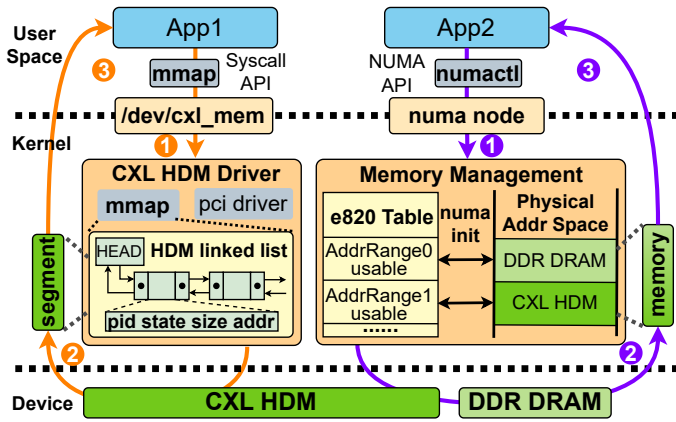 User
Space
App1
App2
3
mmap
Syscall
API
NUMA
API
numactl
3
/dev/cxl_mem
numa node
Kernel
1
1
CXL HDM Driver
mmap
pci driver
HEAD
HDM linked list
pid state size addr
segment
2
Memory Management
e820 Table
AddrRange0
usable
AddrRange1
usable
......
numa
init
Physical
Addr Space
DDR DRAM
CXL HDM
memory
2
Device
CXL HDM
DDR DRAM